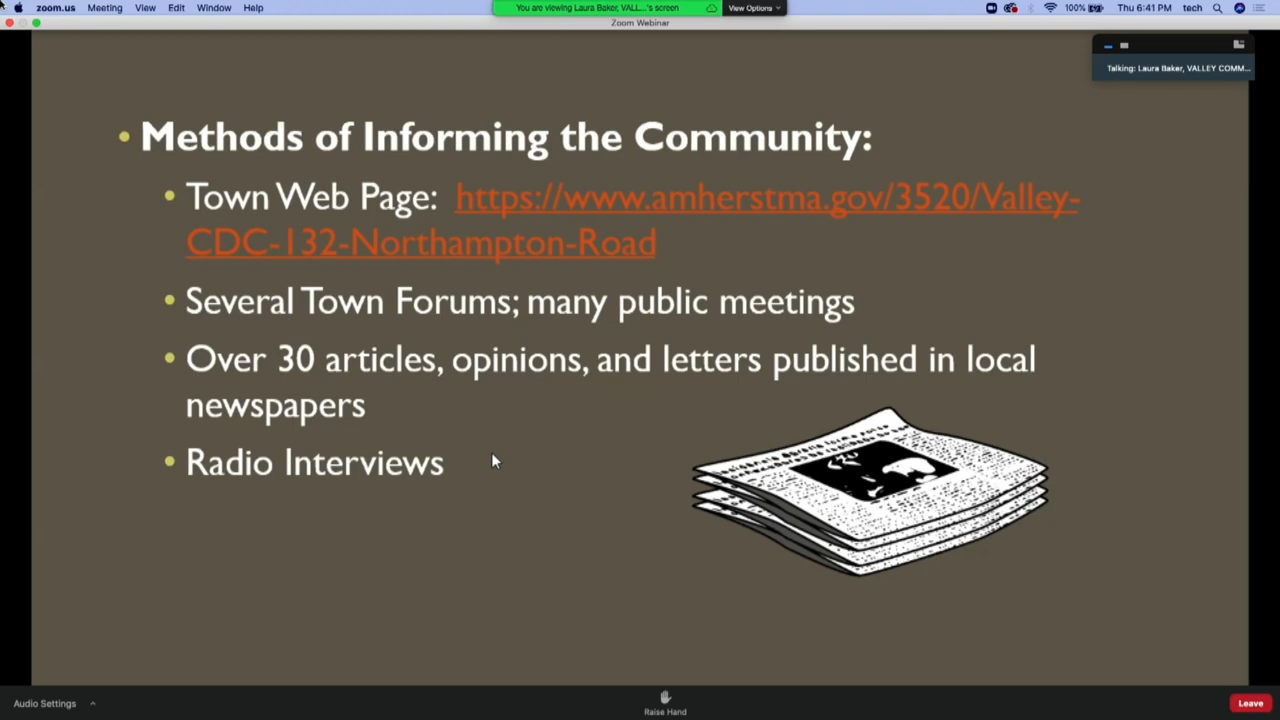 zoom.us Meeting View Edit Window Help
You are viewing Laura Baker, VALL...'s screen View Options
100% Thu 6:41 PM tech
Zoom Webinar
Talking: Laura Baker, VALLEY COMM...
• Methods of Informing the Community:
• Town Web Page: https://www.amherstma.gov/3520/Valley-
CDC-132-Northampton-Road
• Several Town Forums; many public meetings
• Over 30 articles, opinions, and letters published in local
newspapers
• Radio Interviews
Audio Settings
Raise Hand
Leave